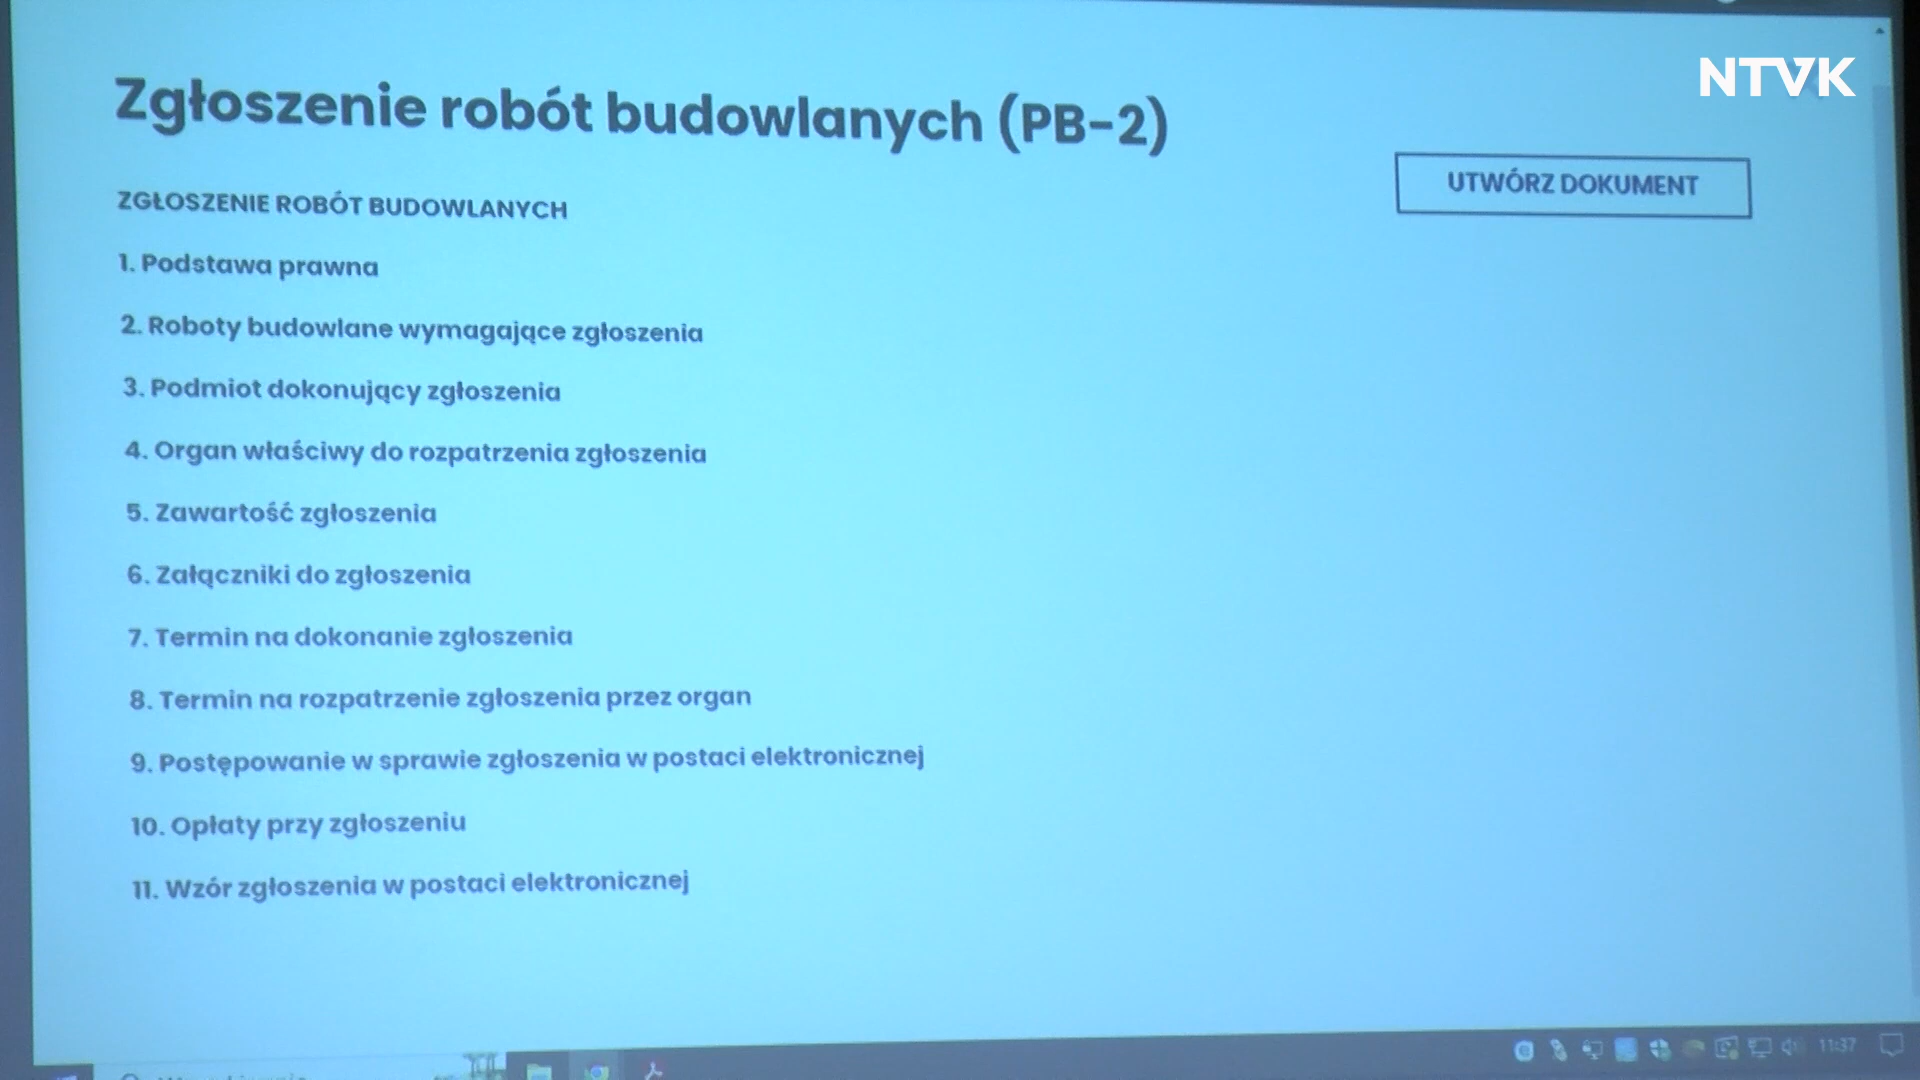 NTVK
Zgłoszenie robót budowlanych (PB-2)
UTWÓRZ DOKUMENT
ZGŁOSZENIE ROBÓT BUDOWLANYCH
1. Podstawa prawna
2. Roboty budowlane wymagające zgłoszenia
3. Podmiot dokonujący zgłoszenia
4. Organ właściwy do rozpatrzenia zgłoszenia
5. Zawartość zgłoszenia
6. Załączniki do zgłoszenia
7. Termin na dokonanie zgłoszenia
8. Termin na rozpatrzenie zgłoszenia przez organ
9. Postępowanie w sprawie zgłoszenia w postaci elektronicznej
10. Opłaty przy zgłoszeniu
11. Wzór zgłoszenia w postaci elektronicznej
11:37